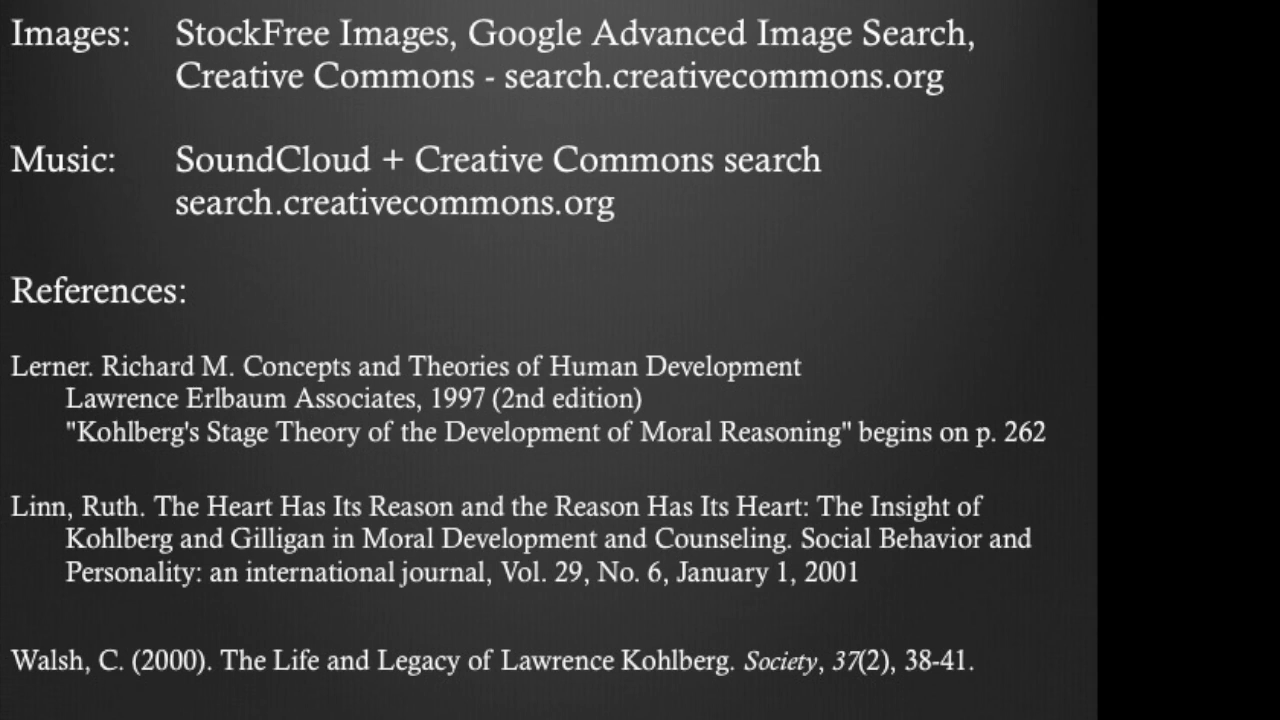 Images: StockFree Images, Google Advanced Image Search,
Creative Commons - search.creativecommons.org
Music: SoundCloud + Creative Commons search
search.creativecommons.org
References:
Lerner. Richard M. Concepts and Theories of Human Development
Lawrence Erlbaum Associates, 1997 (2nd edition)
"Kohlberg's Stage Theory of the Development of Moral Reasoning" begins on p. 262
Linn, Ruth. The Heart Has Its Reason and the Reason Has Its Heart: The Insight of
Kohlberg and Gilligan in Moral Development and Counseling. Social Behavior and
Personality: an international journal, Vol. 29, No. 6, January 1, 2001
Walsh, C. (2000). The Life and Legacy of Lawrence Kohlberg. Society, 37(2), 38-41.